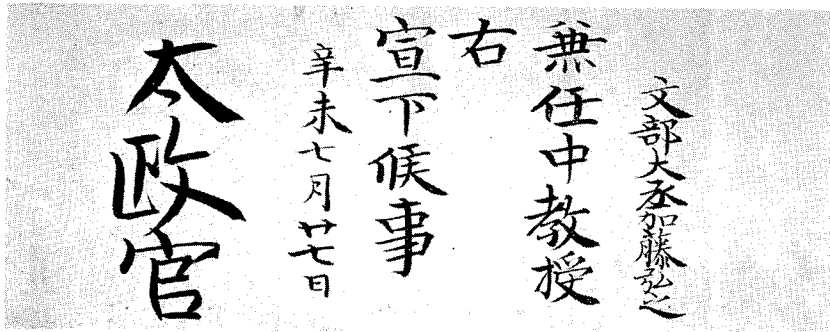 文部大丞加藤弘之
兼任中教授
右
宣下候事
辛未七月廿七日
太政官